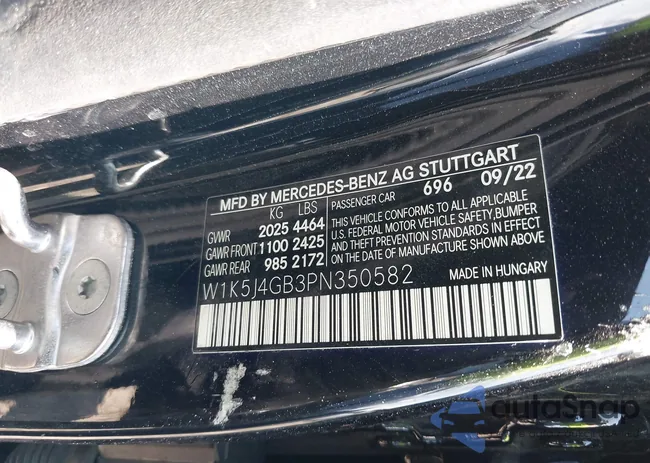 MFD BY MERCEDES-BENZ AG STUTTGART
KG LBS
GVWR 2025 4464
GAWR FRONT 1100 2425
GAWR REAR 985 2172
PASSENGER CAR 696 09/22
THIS VEHICLE CONFORMS TO ALL APPLICABLE
U.S. FEDERAL MOTOR VEHICLE SAFETY,BUMPER
AND THEFT PREVENTION STANDARDS IN EFFECT
ON THE DATE OF MANUFACTURE SHOWN ABOVE
W1K5J4GB3PN350582
MADE IN HUNGARY
autoSnap